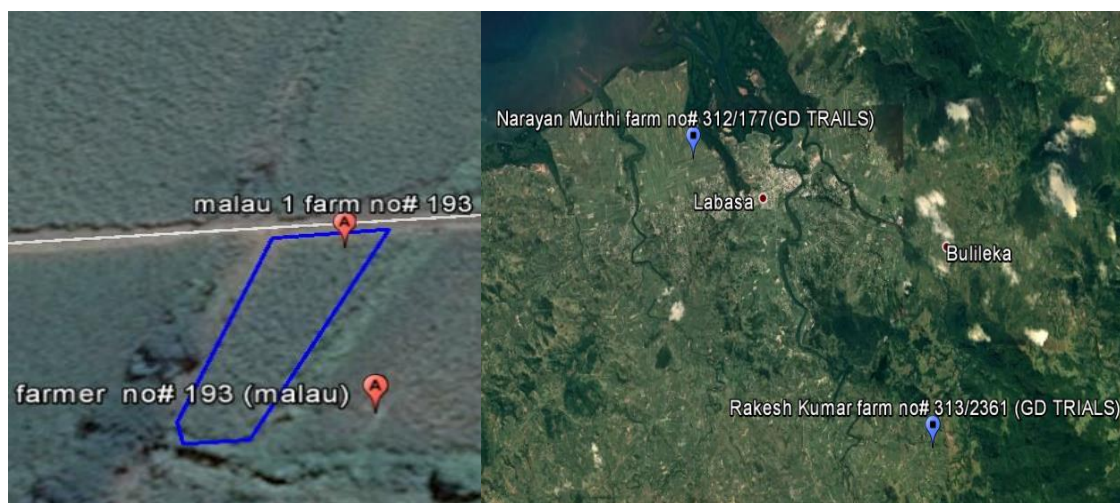 malau 1 farm no# 193
farmer no# 193 (malau)
Narayan Murthi farm no# 312/177(GD TRAILS)
Labasa
Bulileka
Rakesh Kumar farm no# 313/2361 (GD TRIALS)